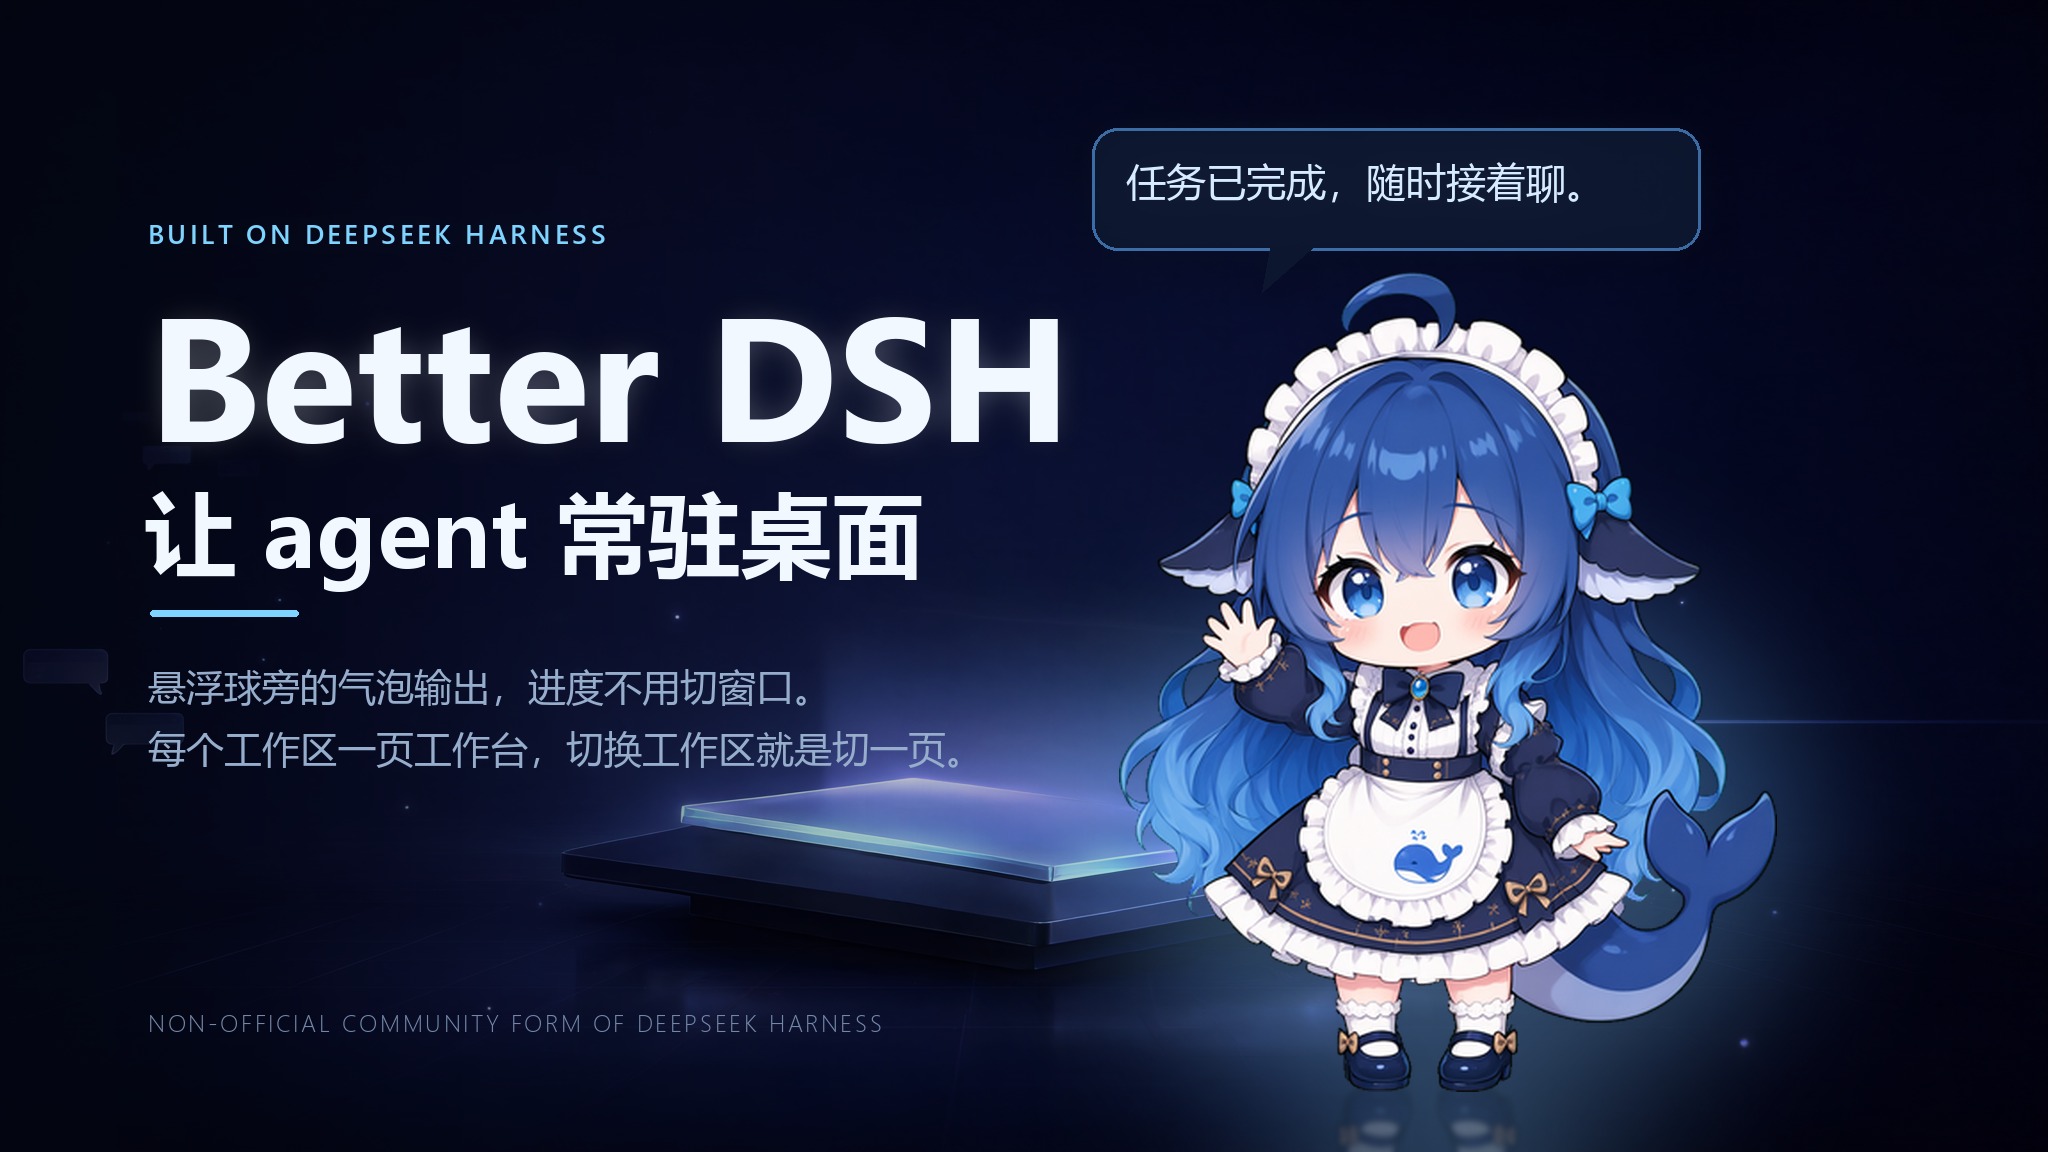 任务已完成，随时接着聊。
BUILT ON DEEPSEEK HARNESS
Better DSH
让 agent 常驻桌面
悬浮球旁的气泡输出，进度不用切窗口。
每个工作区一页工作台，切换工作区就是切一页。
NON-OFFICIAL COMMUNITY FORM OF DEEPSEEK HARNESS